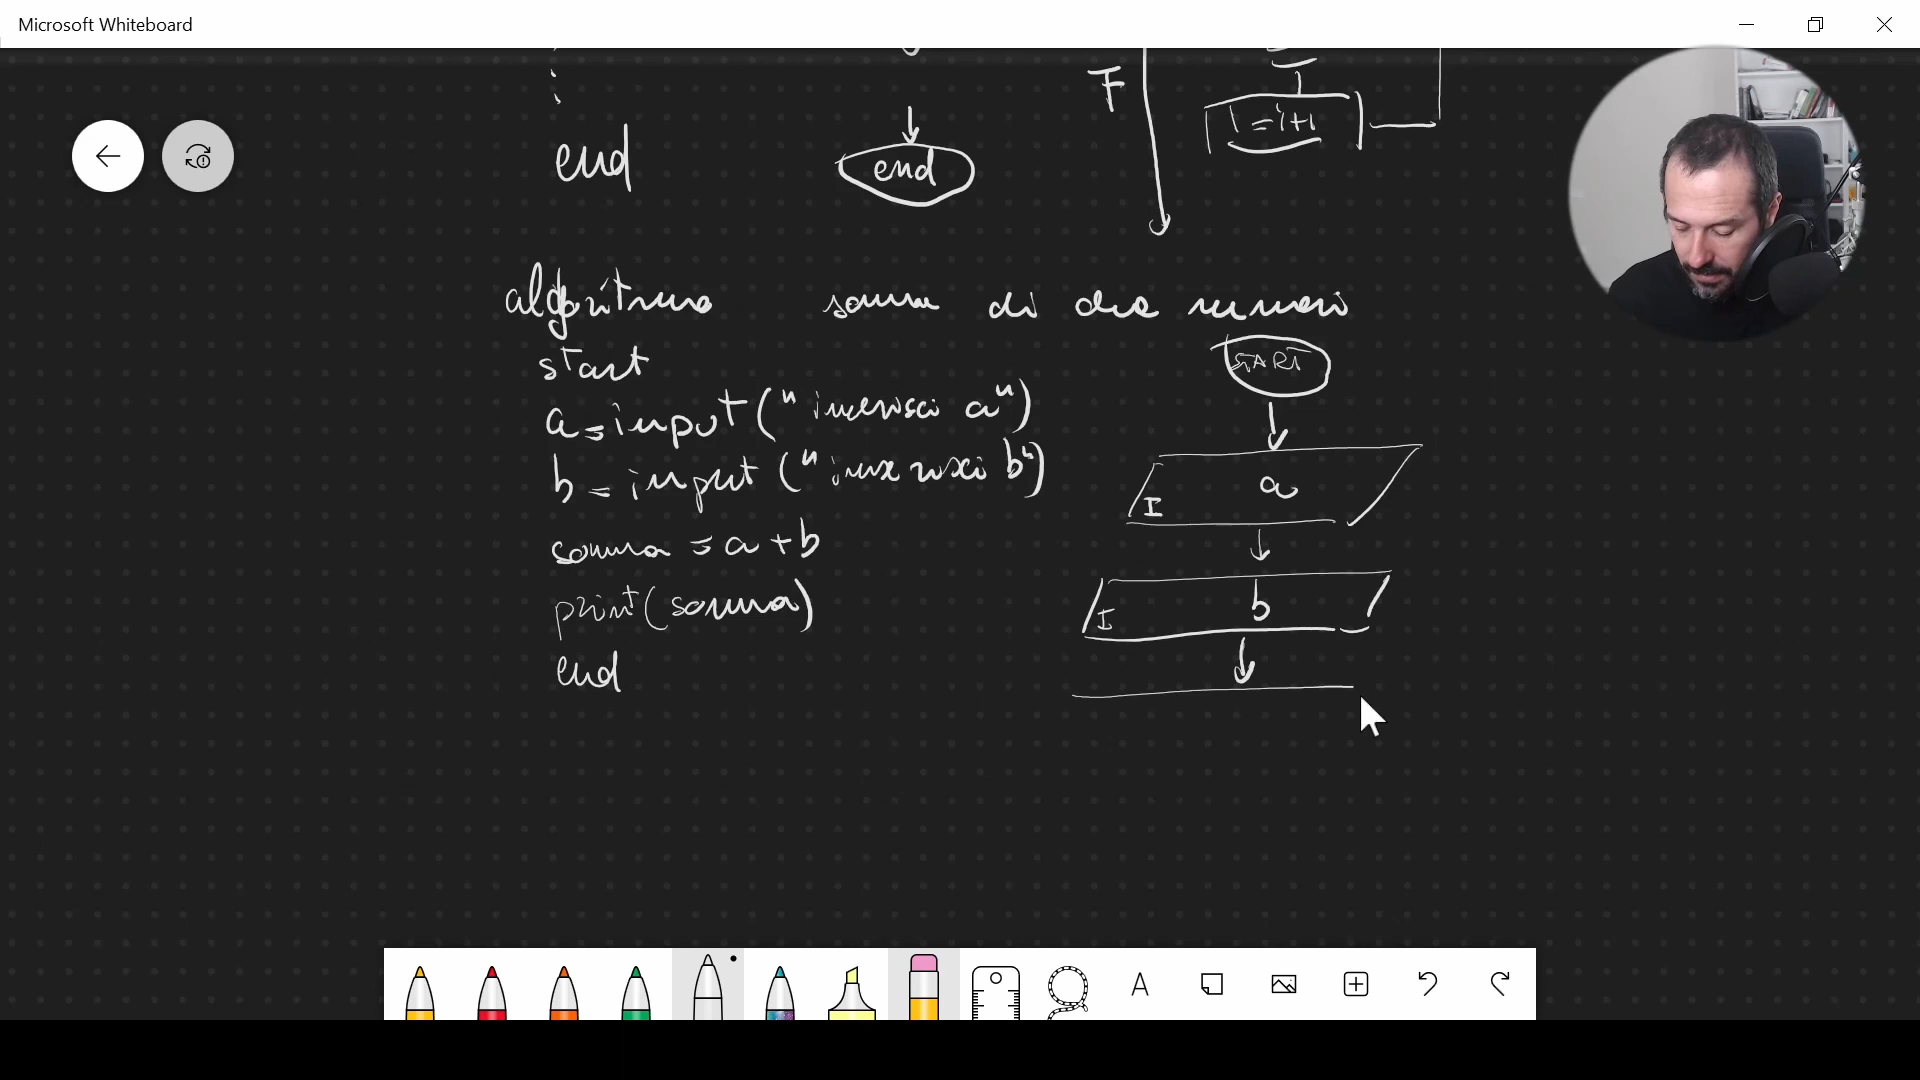 Microsoft Whiteboard
F
i=i+1
end
end
algoritmo somma di due numeri
start
START
a=input("inserisci a")
b=input("inserisci b")
I a
somma = a+b
print(somma)
I b
end
A